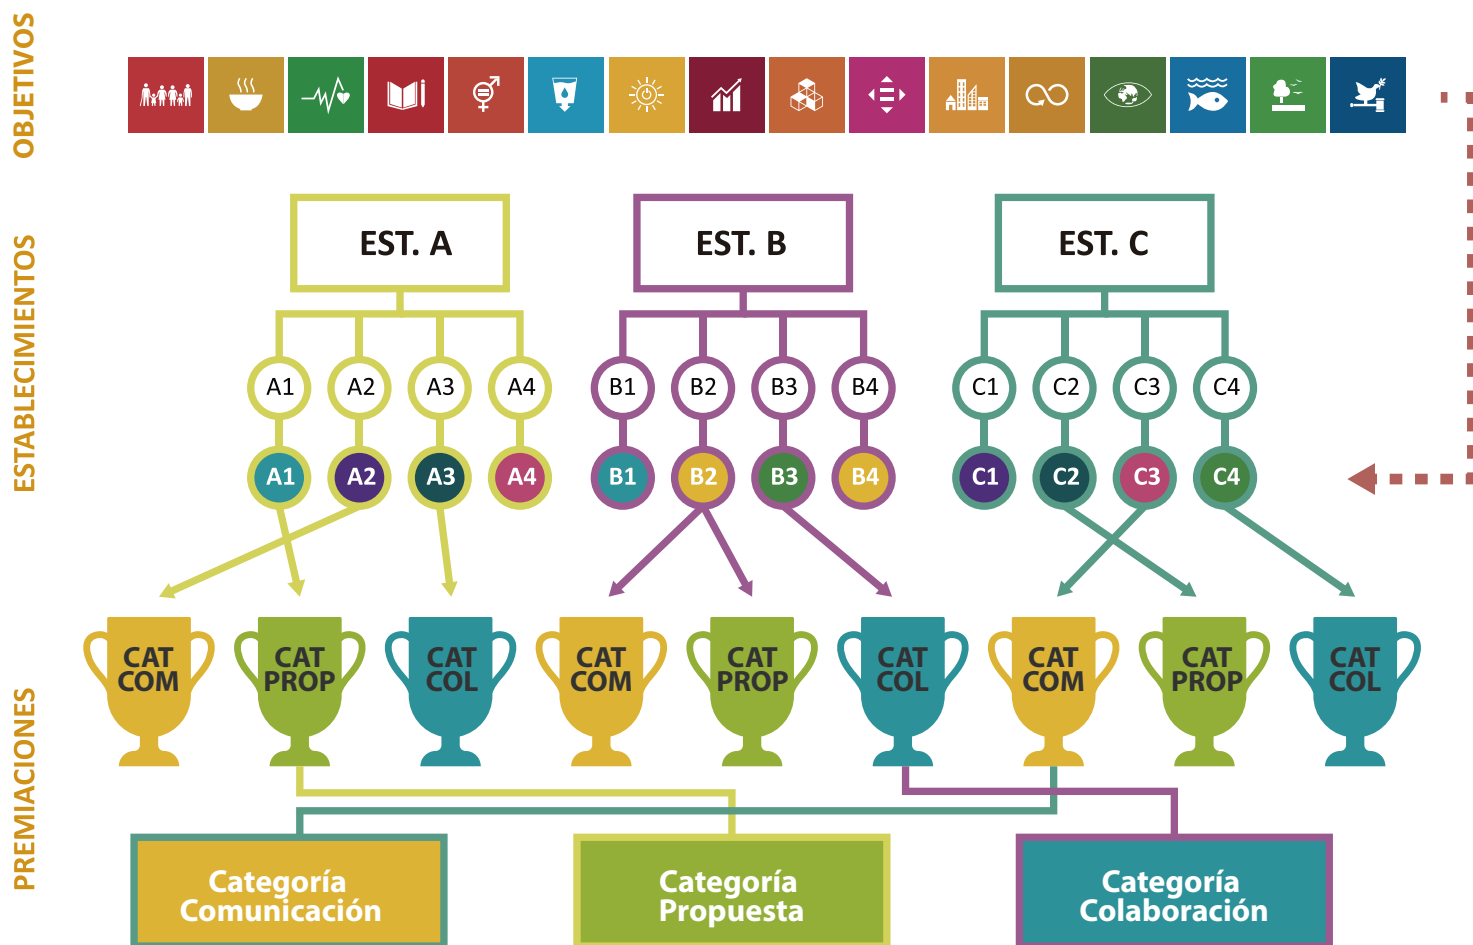 OBJETIVOS
ESTABLECIMIENTOS
EST. A
EST. B
EST. C
A1
A2
A3
A4
B1
B2
B3
B4
C1
C2
C3
C4
A1
A2
A3
A4
B1
B2
B3
B4
C1
C2
C3
C4
PREMIACIONES
CAT
COM
CAT
PROP
CAT
COL
CAT
COM
CAT
PROP
CAT
COL
CAT
COM
CAT
PROP
CAT
COL
Categoría
Comunicación
Categoría
Propuesta
Categoría
Colaboración